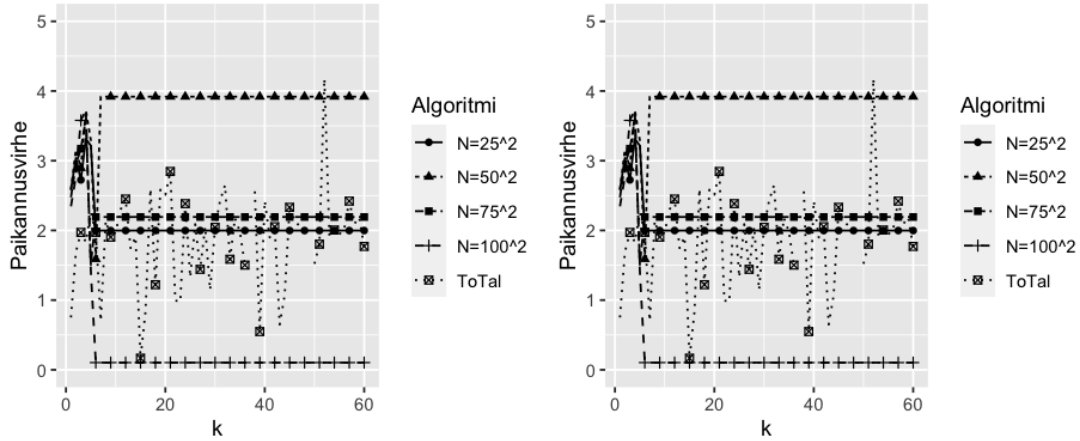 Paikannusvirhe
5
4
3
2
1
0
0
20
40
60
k
Algoritmi
N=25^2
N=50^2
N=75^2
N=100^2
ToTal
Paikannusvirhe
5
4
3
2
1
0
0
20
40
60
k
Algoritmi
N=25^2
N=50^2
N=75^2
N=100^2
ToTal